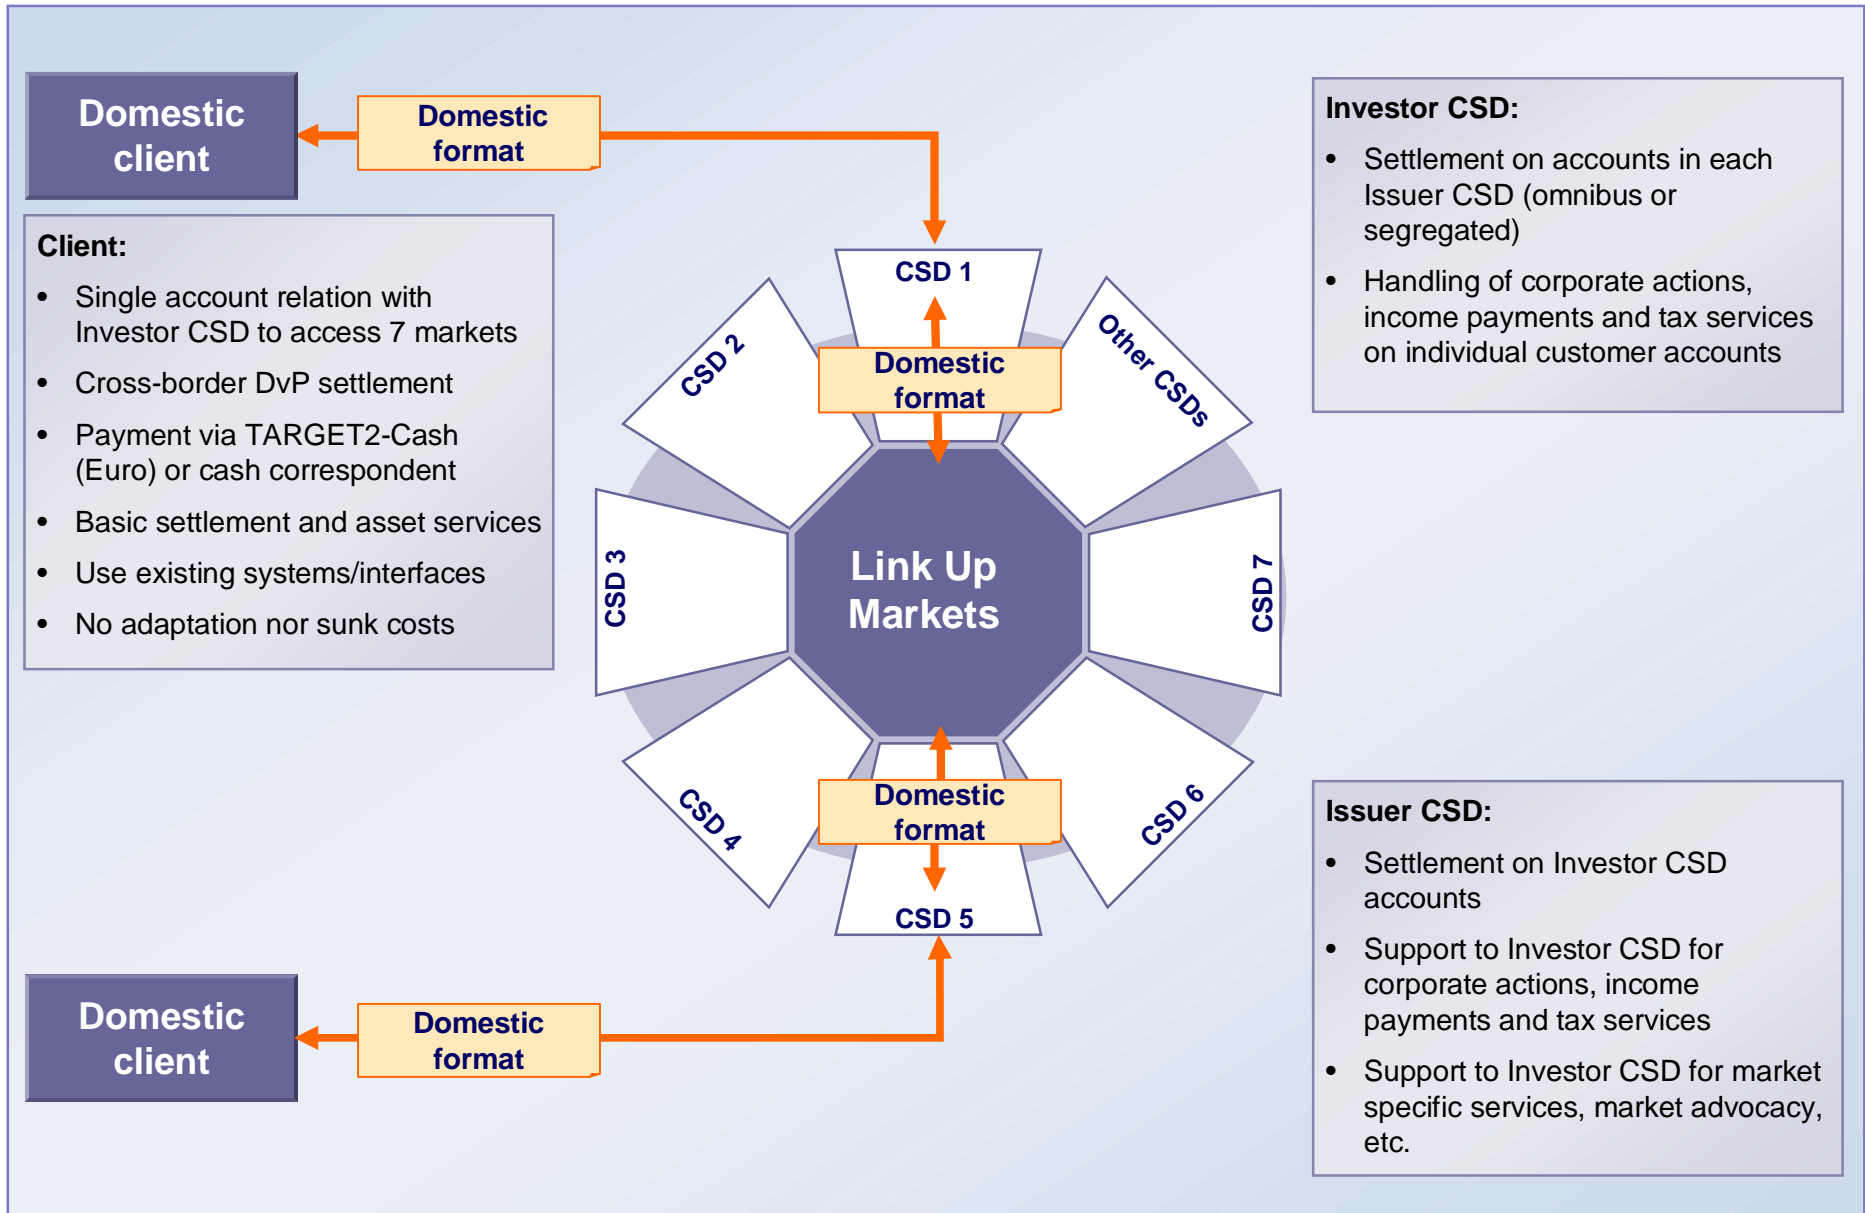 Domestic
client
Domestic
format
Client:
• Single account relation with
Investor CSD to access 7 markets
• Cross-border DvP settlement
• Payment via TARGET2-Cash
(Euro) or cash correspondent
• Basic settlement and asset services
• Use existing systems/interfaces
• No adaptation nor sunk costs
CSD 1
Domestic
format
CSD 2
Other CSDs
CSD 3
Link Up
Markets
CSD 7
CSD 4
Domestic
format
CSD 6
CSD 5
Investor CSD:
• Settlement on accounts in each
Issuer CSD (omnibus or
segregated)
• Handling of corporate actions,
income payments and tax services
on individual customer accounts
Issuer CSD:
• Settlement on Investor CSD
accounts
• Support to Investor CSD for
corporate actions, income
payments and tax services
• Support to Investor CSD for market
specific services, market advocacy,
etc.
Domestic
client
Domestic
format